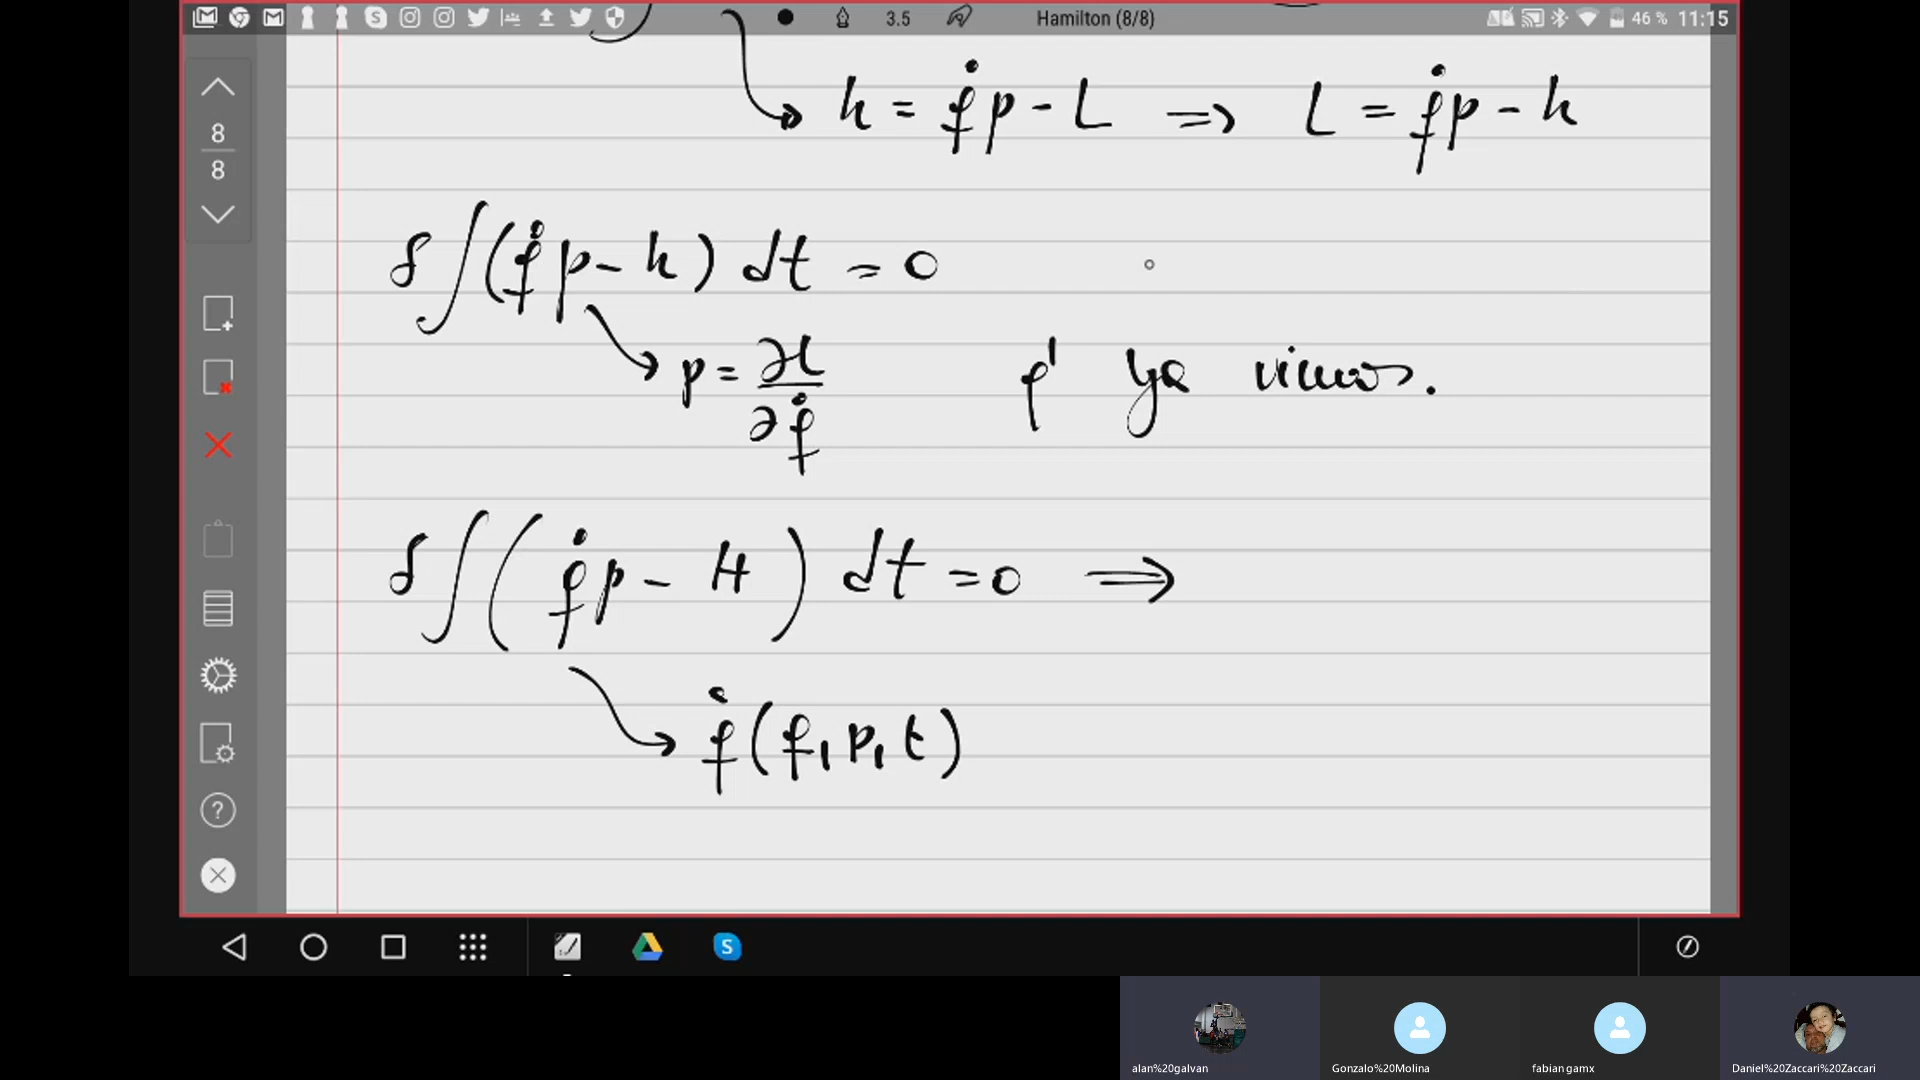 3.5 Hamilton (8/8) 46 % 11:15
h = q̇p - L ⇒ L = q̇p - h
8
8
δ∫(q̇p - h) dt = 0
p = ∂L/∂q̇ q' ya vimos.
δ∫(q̇p - H) dt = 0 ⇒
q̇(q, p, t)
alan%20galvan Gonzalo%20Molina fabian gamx Daniel%20Zaccari%20Zaccari